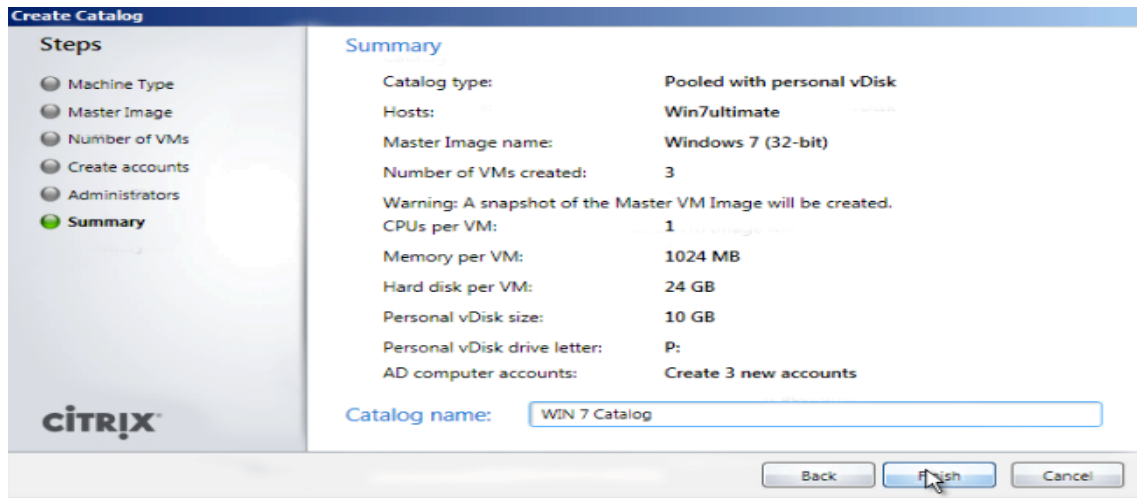 Create Catalog
Steps
Machine Type
Master Image
Number of VMs
Create accounts
Administrators
Summary
CITRIX
Summary
Catalog type: Pooled with personal vDisk
Hosts: Win7ultimate
Master Image name: Windows 7 (32-bit)
Number of VMs created: 3
Warning: A snapshot of the Master VM Image will be created.
CPUs per VM: 1
Memory per VM: 1024 MB
Hard disk per VM: 24 GB
Personal vDisk size: 10 GB
Personal vDisk drive letter: P:
AD computer accounts: Create 3 new accounts
Catalog name: WIN 7 Catalog
Back Finish Cancel